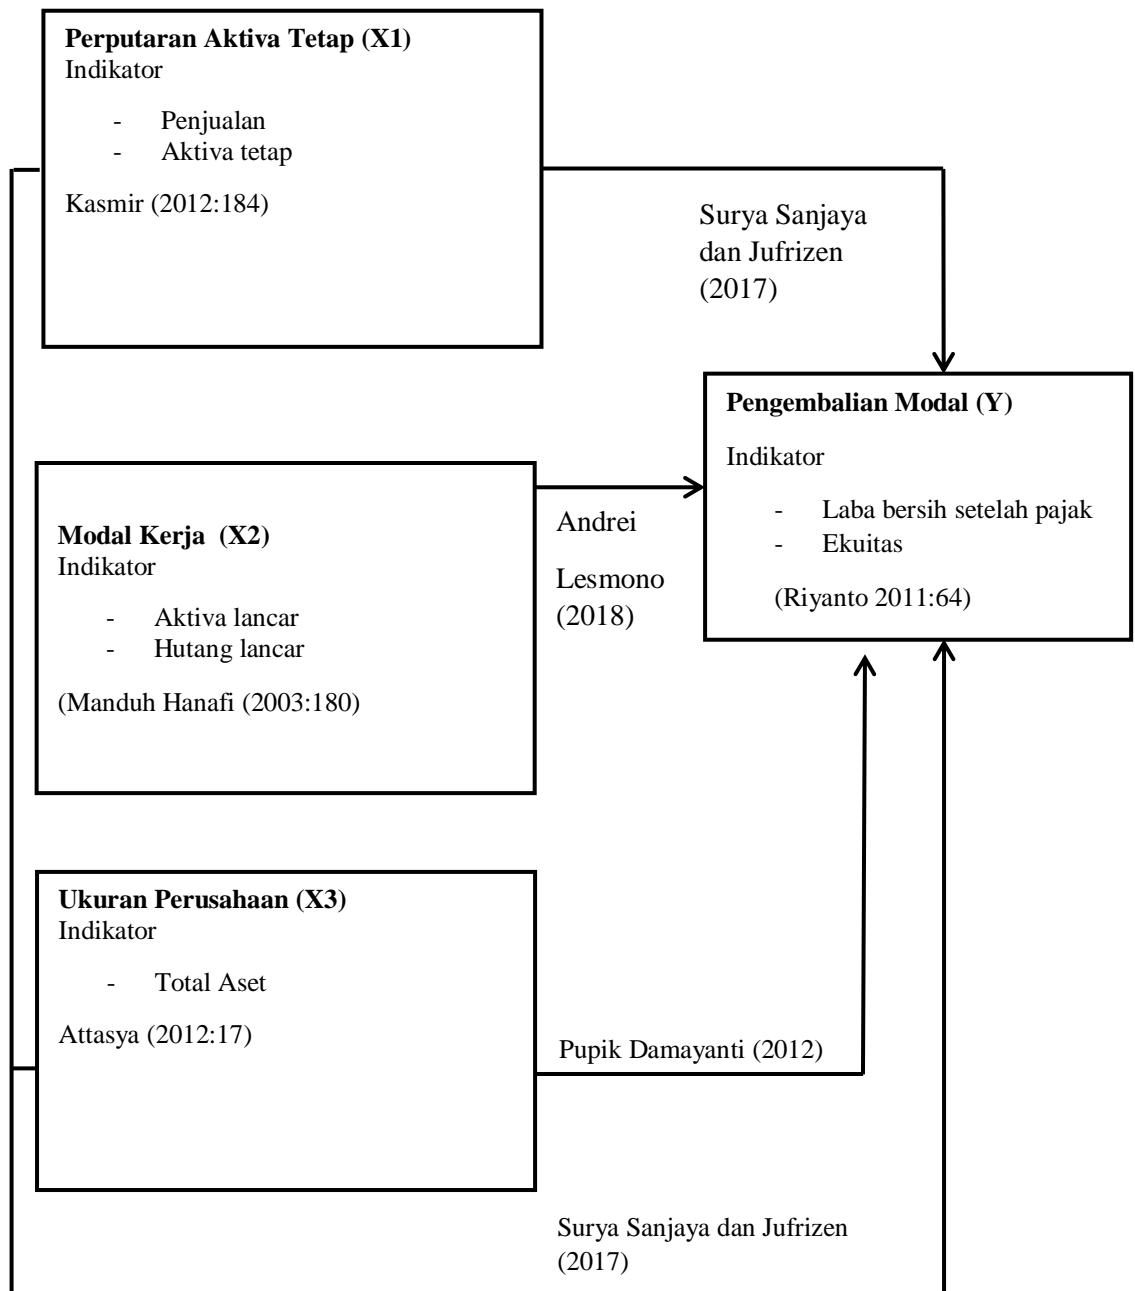 Perputaran Aktiva Tetap (X1)
Indikator
- Penjualan
- Aktiva tetap
Kasmir (2012:184)
Surya Sanjaya
dan Jufrizen
(2017)
Pengembalian Modal (Y)
Indikator
- Laba bersih setelah pajak
- Ekuitas
(Riyanto 2011:64)
Modal Kerja (X2)
Indikator
- Aktiva lancar
- Hutang lancar
(Manduh Hanafi (2003:180)
Andrei
Lesmono
(2018)
Ukuran Perusahaan (X3)
Indikator
- Total Aset
Attasya (2012:17)
Pupik Damayanti (2012)
Surya Sanjaya dan Jufrizen
(2017)